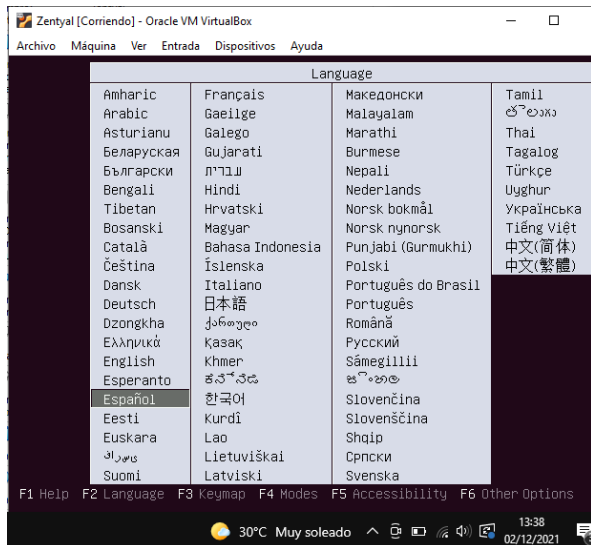 Zentyal [Corriendo] - Oracle VM VirtualBox
Archivo Máquina Ver Entrada Dispositivos Ayuda
Language
Amharic Français Македонски Tamil
Arabic Gaeilge Malayalam
Asturianu Galego Marathi Thai
Беларуская Gujarati Burmese Tagalog
Български עברית Nepali Türkçe
Bengali Hindi Nederlands Uyghur
Tibetan Hrvatski Norsk bokmål Українська
Bosanski Magyar Norsk nynorsk Tiếng Việt
Català Bahasa Indonesia Punjabi (Gurmukhi) 中文(简体)
Čeština Íslenska Polski 中文(繁體)
Dansk Italiano Português do Brasil
Deutsch 日本語 Português
Dzongkha ქართული Română
Ελληνικά Қазақ Русский
English Khmer Sámegillii
Esperanto
Español 한국어 Slovenčina
Eesti Kurdî Slovenščina
Euskara Lao Shqip
Lietuviškai Српски
Suomi Latviski Svenska
F1 Help F2 Language F3 Keymap F4 Modes F5 Accessibility F6 Other Options
30°C Muy soleado 13:38
02/12/2021